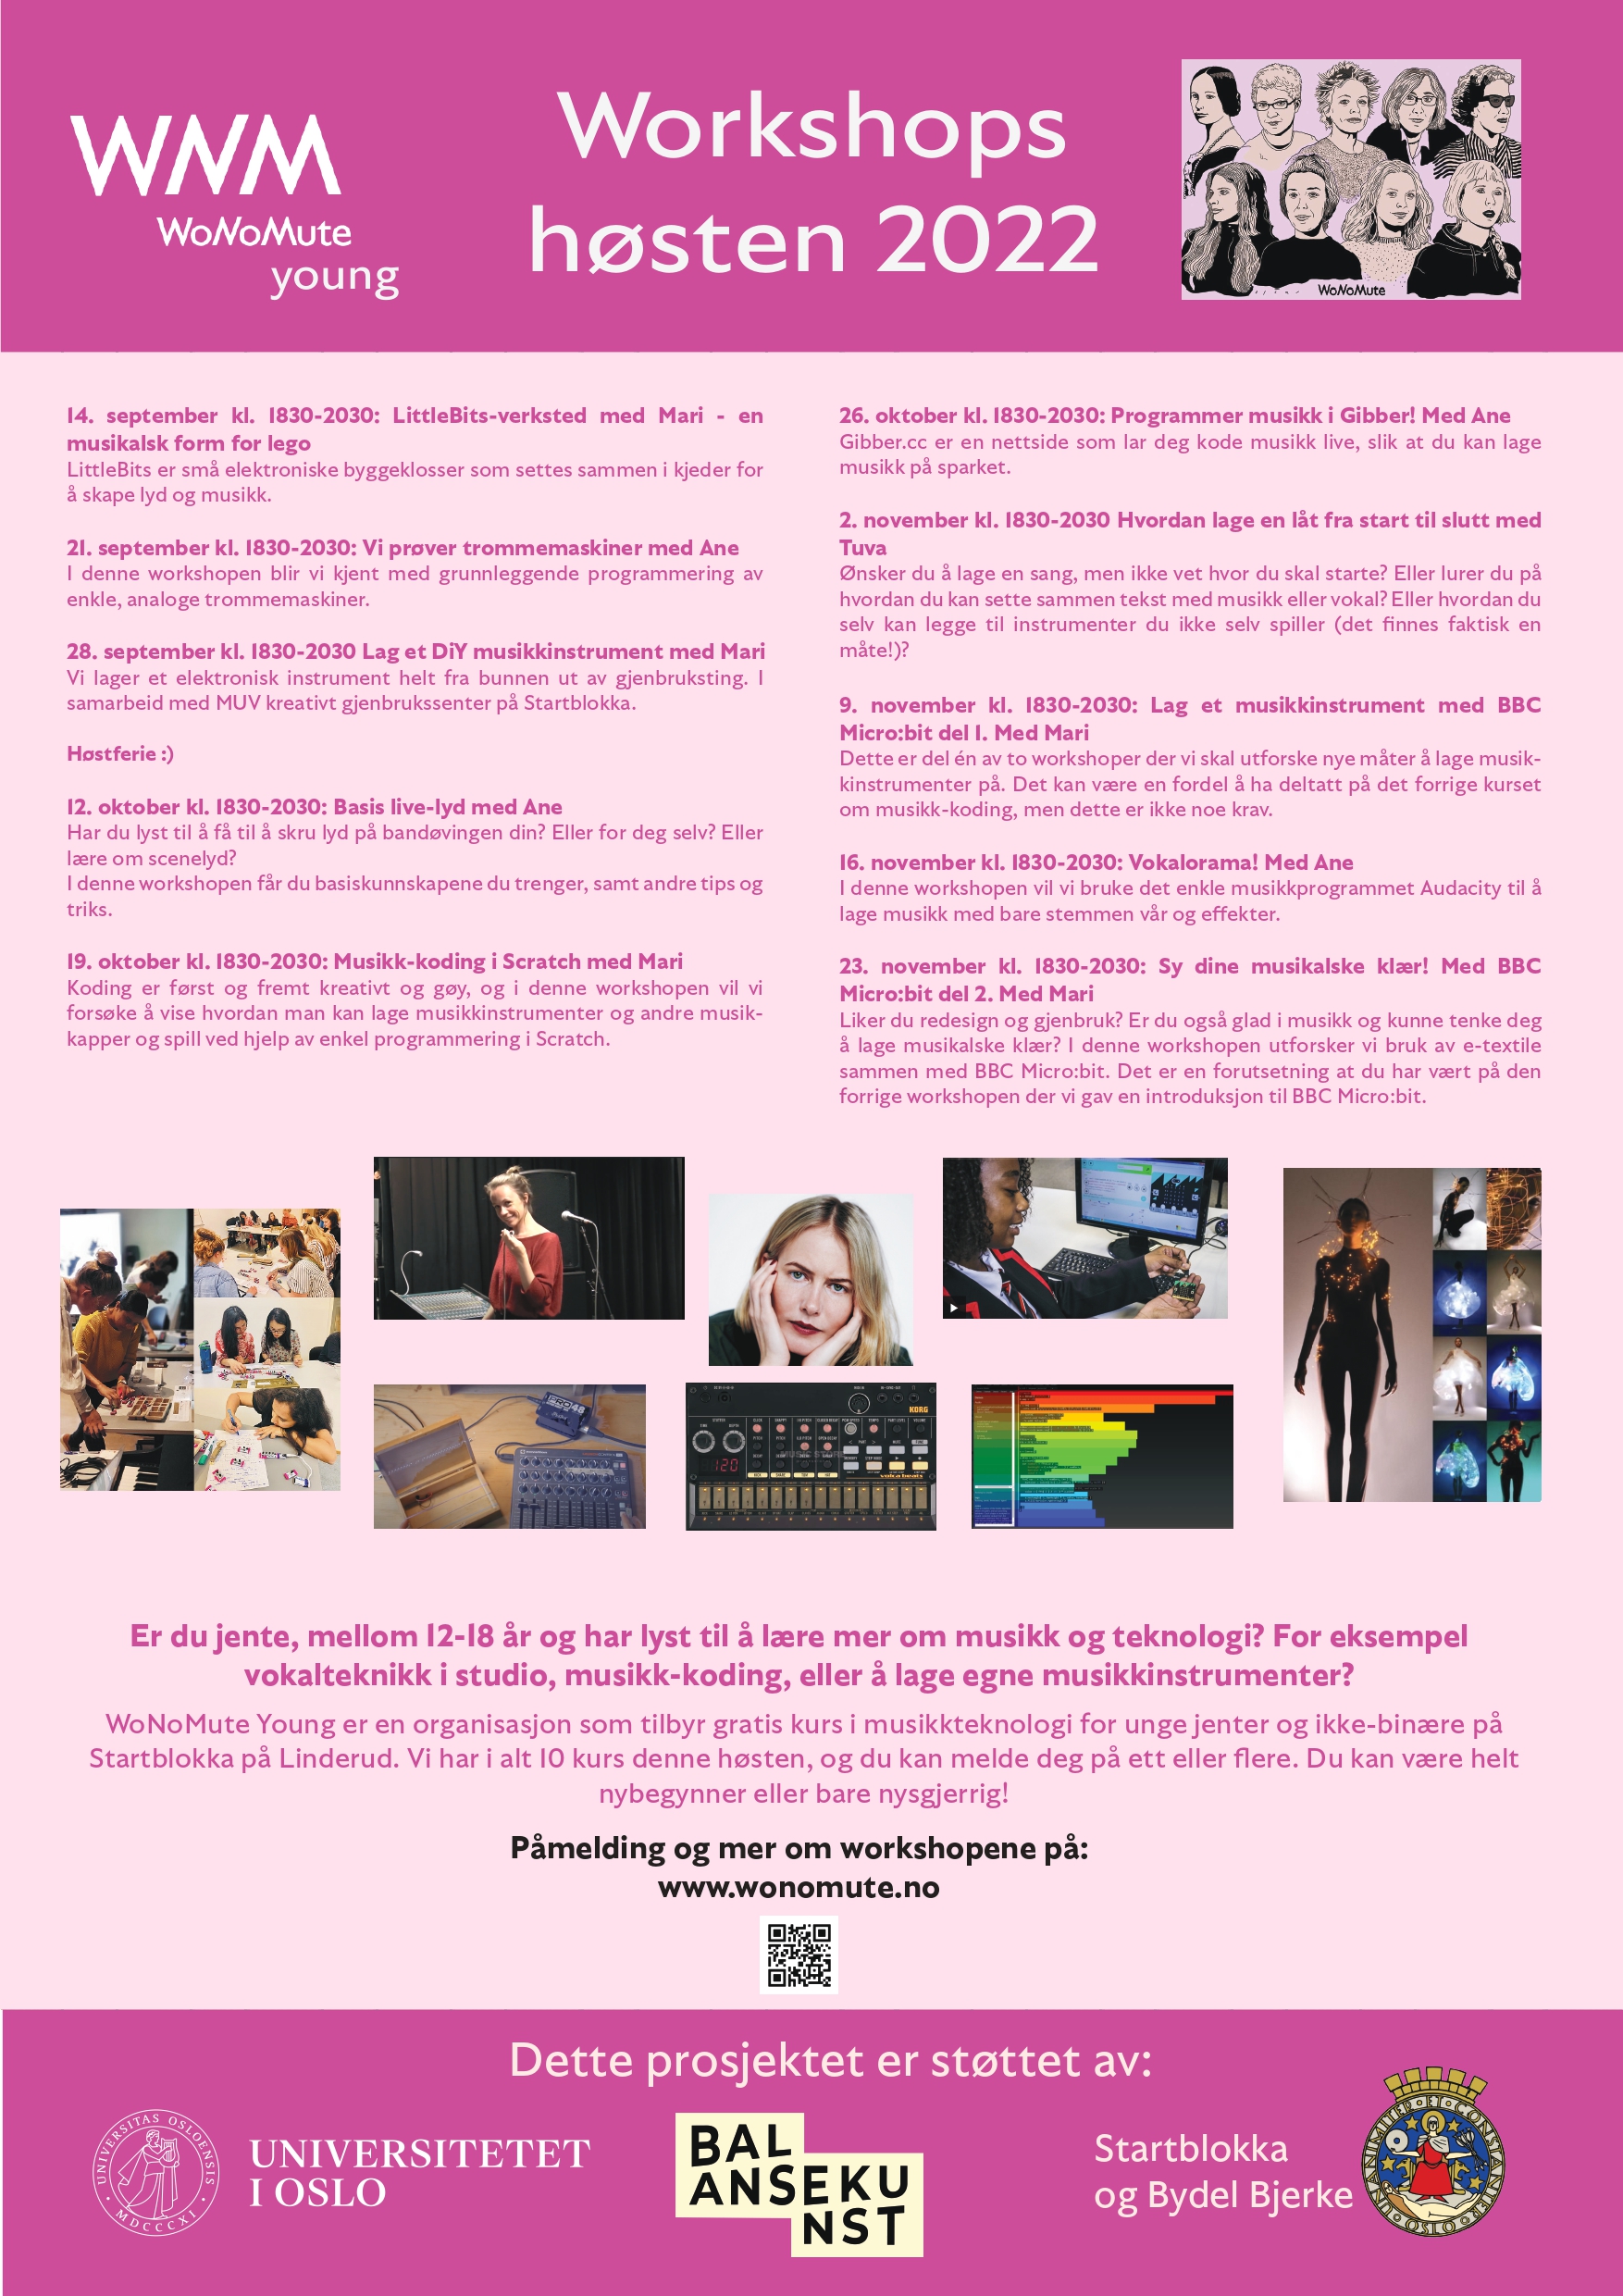 WNM
WoNoMute
young
Workshops
høsten 2022
WoNoMute
14. september kl. 1830-2030: LittleBits-verksted med Mari - en
musikalsk form for lego
LittleBits er små elektroniske byggeklosser som settes sammen i kjeder for
å skape lyd og musikk.
21. september kl. 1830-2030: Vi prøver trommemaskiner med Ane
I denne workshopen blir vi kjent med grunnleggende programmering av
enkle, analoge trommemaskiner.
28. september kl. 1830-2030 Lag et DiY musikkinstrument med Mari
Vi lager et elektronisk instrument helt fra bunnen ut av gjenbruksting. I
samarbeid med MUV kreativt gjenbrukssenter på Startblokka.
Høstferie :)
12. oktober kl. 1830-2030: Basis live-lyd med Ane
Har du lyst til å få til å skru lyd på bandøvingen din? Eller for deg selv? Eller
lære om scenelyd?
I denne workshopen får du basiskunnskapene du trenger, samt andre tips og
triks.
19. oktober kl. 1830-2030: Musikk-koding i Scratch med Mari
Koding er først og fremt kreativt og gøy, og i denne workshopen vil vi
forsøke å vise hvordan man kan lage musikkinstrumenter og andre musik-
kapper og spill ved hjelp av enkel programmering i Scratch.
26. oktober kl. 1830-2030: Programmer musikk i Gibber! Med Ane
Gibber.cc er en nettside som lar deg kode musikk live, slik at du kan lage
musikk på sparket.
2. november kl. 1830-2030 Hvordan lage en låt fra start til slutt med
Tuva
Ønsker du å lage en sang, men ikke vet hvor du skal starte? Eller lurer du på
hvordan du kan sette sammen tekst med musikk eller vokal? Eller hvordan du
selv kan legge til instrumenter du ikke selv spiller (det finnes faktisk en
måte!)?
9. november kl. 1830-2030: Lag et musikkinstrument med BBC
Micro:bit del 1. Med Mari
Dette er del én av to workshoper der vi skal utforske nye måter å lage musik-
kinstrumenter på. Det kan være en fordel å ha deltatt på det forrige kurset
om musikk-koding, men dette er ikke noe krav.
16. november kl. 1830-2030: Vokalorama! Med Ane
I denne workshopen vil vi bruke det enkle musikkprogrammet Audacity til å
lage musikk med bare stemmen vår og effekter.
23. november kl. 1830-2030: Sy dine musikalske klær! Med BBC
Micro:bit del 2. Med Mari
Liker du redesign og gjenbruk? Er du også glad i musikk og kunne tenke deg
å lage musikalske klær? I denne workshopen utforsker vi bruk av e-textile
sammen med BBC Micro:bit. Det er en forutsetning at du har vært på den
forrige workshopen der vi gav en introduksjon til BBC Micro:bit.
KORG
120
volca beats
Er du jente, mellom 12-18 år og har lyst til å lære mer om musikk og teknologi? For eksempel
vokalteknikk i studio, musikk-koding, eller å lage egne musikkinstrumenter?
WoNoMute Young er en organisasjon som tilbyr gratis kurs i musikkteknologi for unge jenter og ikke-binære på
Startblokka på Linderud. Vi har i alt 10 kurs denne høsten, og du kan melde deg på ett eller flere. Du kan være helt
nybegynner eller bare nysgjerrig!
Påmelding og mer om workshopene på:
www.wonomute.no
Dette prosjektet er støttet av:
UNIVERSITAS OSLOENSIS
MDCCCXI
UNIVERSITETET
I OSLO
BAL
ANSEKU
NST
Startblokka
og Bydel Bjerke
UNANIMITER ET CONSTANTER
OSLO